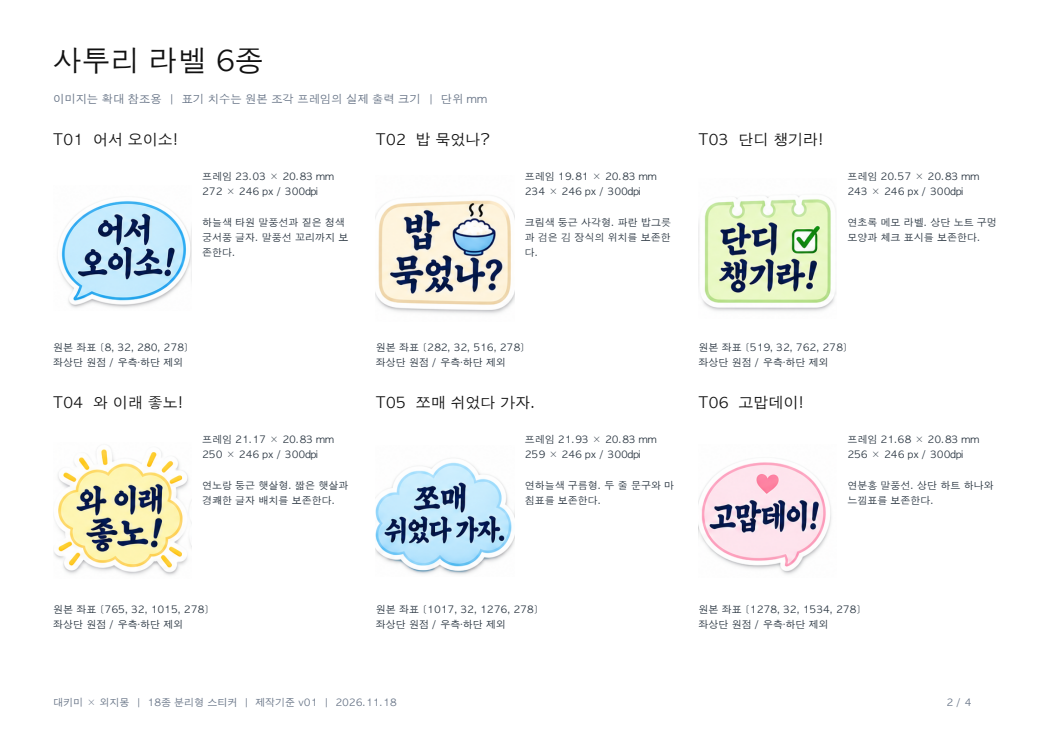 사투리 라벨 6종
이미지는 확대 참조용 | 표기 치수는 원본 조각 프레임의 실제 출력 크기 | 단위 mm
T01 어서 오이소!
프레임 23.03 × 20.83 mm
272 × 246 px / 300dpi
하늘색 타원 말풍선과 짙은 청색
궁서풍 글자. 말풍선 꼬리까지 보
존한다.
어서
오이소!
원본 좌표 [8, 32, 280, 278]
좌상단 원점 / 우측·하단 제외
T02 밥 묵었나?
프레임 19.81 × 20.83 mm
234 × 246 px / 300dpi
크림색 둥근 사각형. 파란 밥그릇
과 검은 김 장식의 위치를 보존한
다.
밥
묵었나?
원본 좌표 [282, 32, 516, 278]
좌상단 원점 / 우측·하단 제외
T03 단디 챙기라!
프레임 20.57 × 20.83 mm
243 × 246 px / 300dpi
연초록 메모 라벨. 상단 노트 구멍
모양과 체크 표시를 보존한다.
단디
챙기라!
원본 좌표 [519, 32, 762, 278]
좌상단 원점 / 우측·하단 제외
T04 와 이래 좋노!
프레임 21.17 × 20.83 mm
250 × 246 px / 300dpi
연노랑 둥근 햇살형. 짧은 햇살과
경쾌한 글자 배치를 보존한다.
와 이래
좋노!
원본 좌표 [765, 32, 1015, 278]
좌상단 원점 / 우측·하단 제외
T05 쪼매 쉬었다 가자.
프레임 21.93 × 20.83 mm
259 × 246 px / 300dpi
연하늘색 구름형. 두 줄 문구와 마
침표를 보존한다.
쪼매
쉬었다 가자.
원본 좌표 [1017, 32, 1276, 278]
좌상단 원점 / 우측·하단 제외
T06 고맙데이!
프레임 21.68 × 20.83 mm
256 × 246 px / 300dpi
연분홍 말풍선. 상단 하트 하나와
느낌표를 보존한다.
고맙데이!
원본 좌표 [1278, 32, 1534, 278]
좌상단 원점 / 우측·하단 제외
대키미 × 외지몽 | 18종 분리형 스티커 | 제작기준 v01 | 2026.11.18
2 / 4